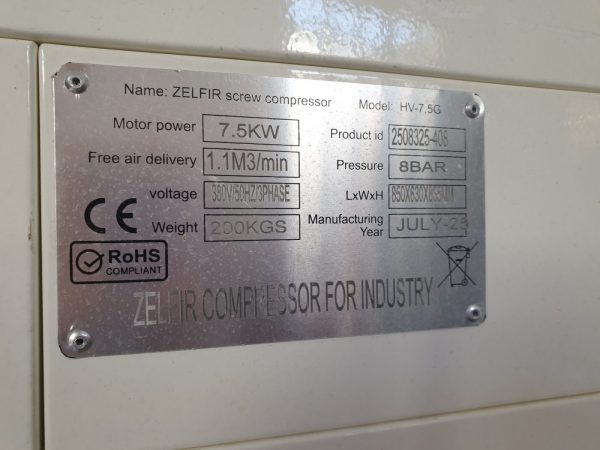 Name: ZELFIR screw compressor Model: HV-7.5G
Motor power 7.5KW Product id 2508325-408
Free air delivery 1.1M3/min Pressure 8BAR
voltage 380V/50HZ/3PHASE LxWxH
CE Weight 200KGS Manufacturing Year JULY-25
RoHS
COMPLIANT
ZELFIR COMPRESSOR FOR INDUSTRY